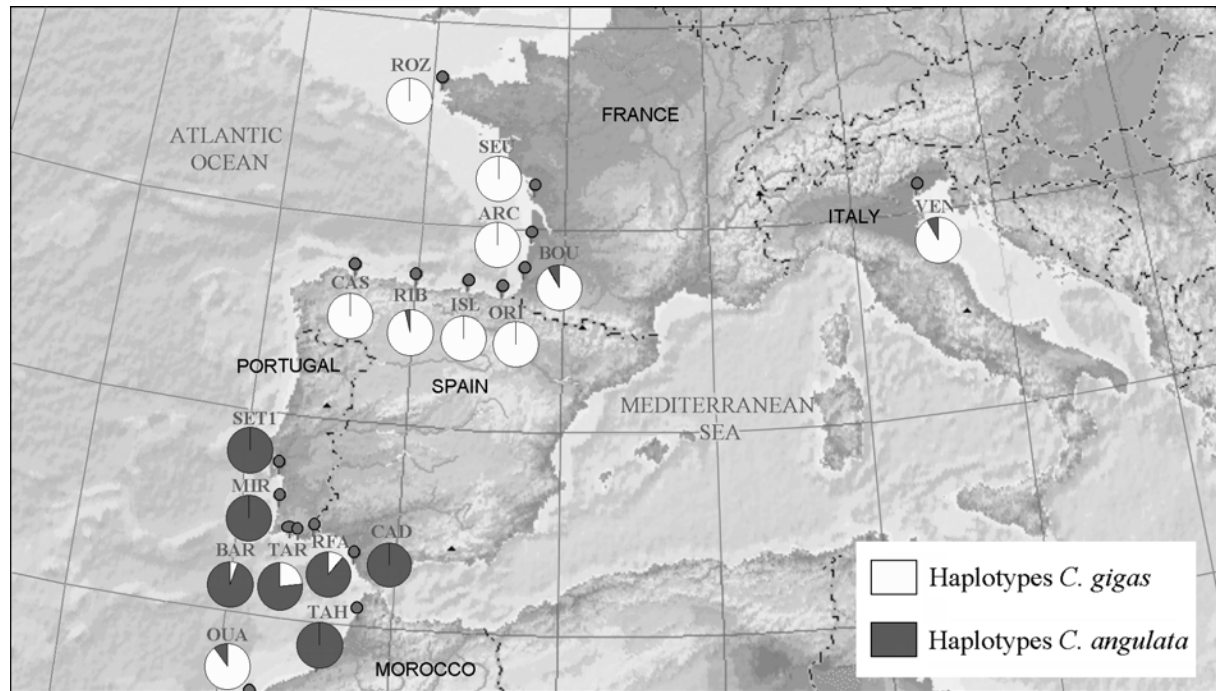 ROZ
FRANCE
ATLANTIC
OCEAN
SEU
ARC
ITALY
VEN
BOU
CAS
RIB
ISL
ORI
PORTUGAL
SPAIN
MEDITERRANEAN
SEA
SET1
MIR
BAR
TAR
RFA
CAD
TAH
OUA
MOROCCO
Haplotypes C. gigas
Haplotypes C. angulata